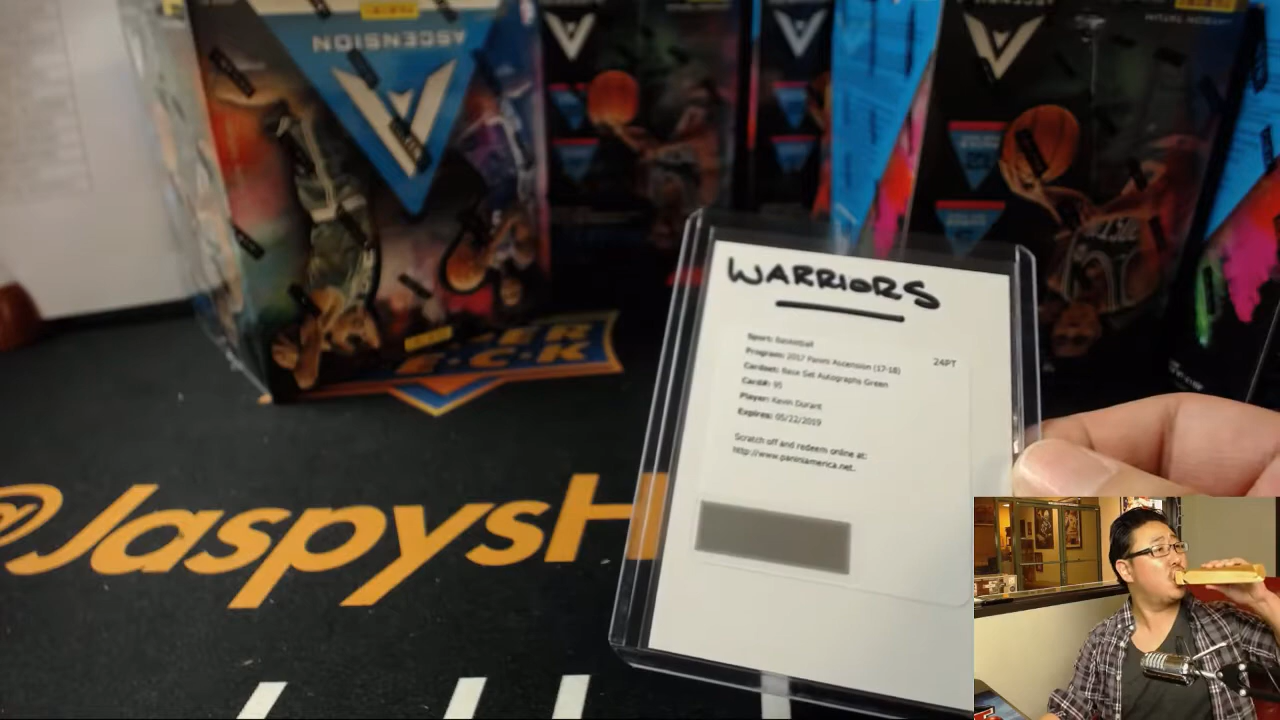 ASCENSION
WARRIORS
24PT
Sport: Basketball
Program: 2017 Panini Ascension (17-18)
Cardset: Base Set Autographs Green
Card#: 95
Player: Kevin Durant
Expires: 05/22/2019
Scratch off and redeem online at:
http://www.paniniamerica.net.
@JaspysH